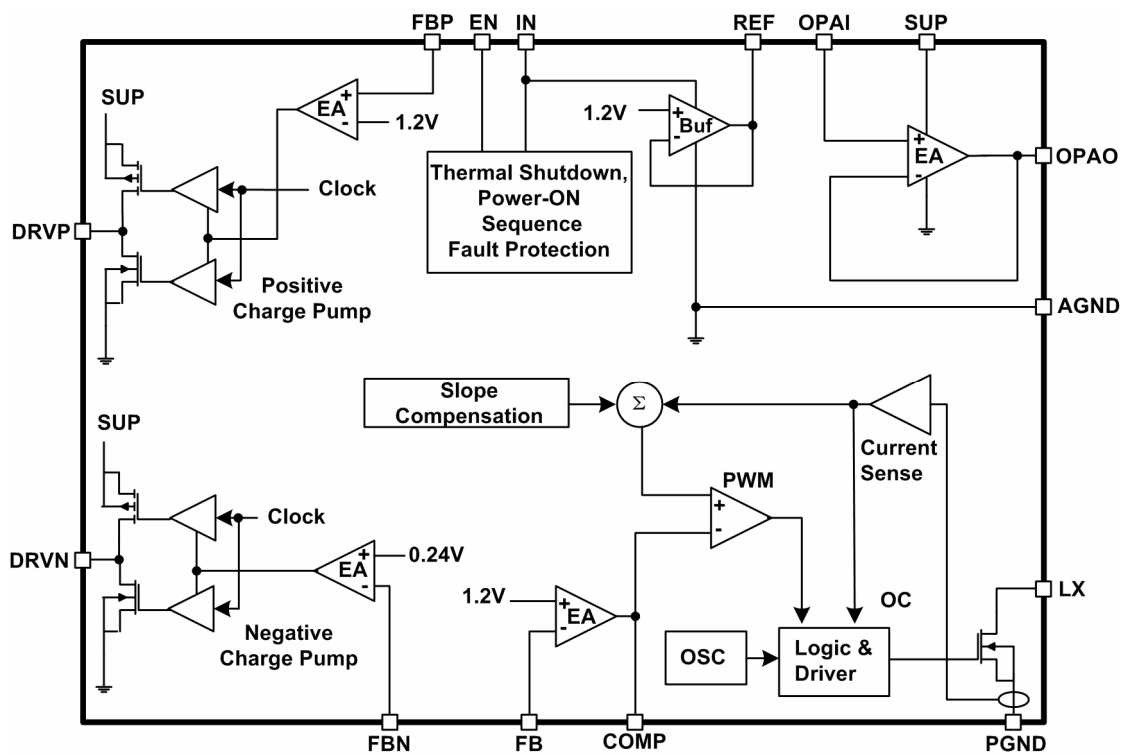 FBP EN IN REF OPAI SUP
SUP
EA
+
-
1.2V
1.2V
+
-
Buf
+
-
EA
OPAO
Clock
Thermal Shutdown,
Power-ON
Sequence
Fault Protection
DRVP
Positive
Charge Pump
AGND
Slope
Compensation
Σ
Current
Sense
SUP
PWM
+
-
Clock
DRVN
EA
+
-
0.24V
1.2V
+
-
EA
OC
LX
Negative
Charge Pump
OSC
Logic &
Driver
FBN FB COMP PGND